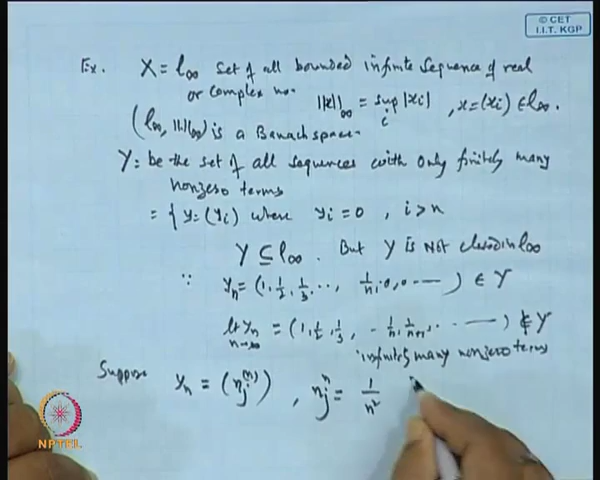 © CET
I.I.T. KGP
Ex. X = l∞ set of all bounded infinite sequence of real
or complex no.
||x||∞ = sup_i |xi| , x=(xi) ∈ l∞.
(l∞, ||·||∞) is a Banach space.
Y: be the set of all sequences with only finitely many
nonzero terms
= { y=(yi) where yi=0 , i>n
Y ⊆ l∞. But Y is NOT closed in l∞
∵ yn = (1, 1/2, 1/3, .., 1/n, 0, 0 ---) ∈ Y
lt_{n→∞} yn = (1, 1/2, 1/3, - 1/n, 1/n+1, .. ---) ∉ Y
infinitely many nonzero terms
Suppose yn = (ηj^(n)) , ηj^n = 1/n²
NPTEL